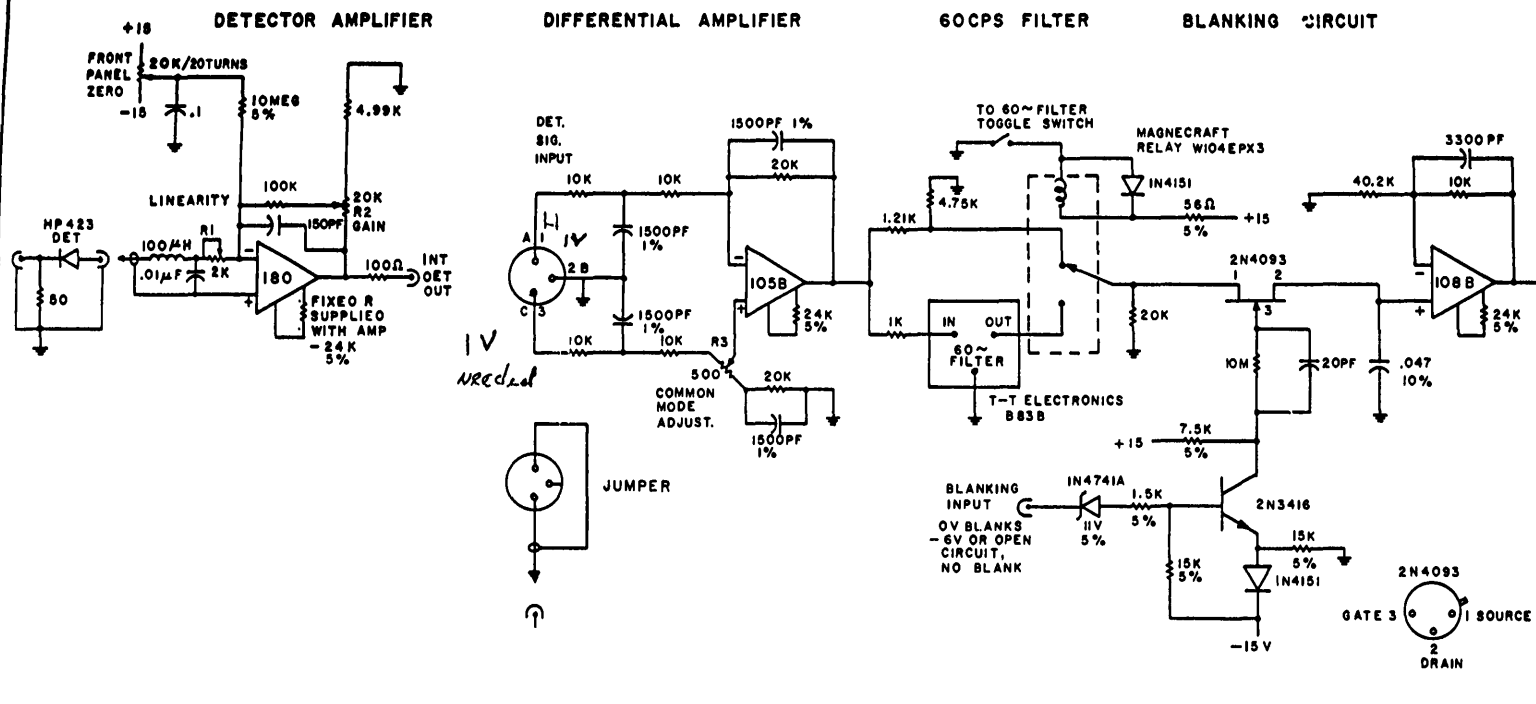 DETECTOR AMPLIFIER
DIFFERENTIAL AMPLIFIER
60CPS FILTER
BLANKING CIRCUIT
+15
FRONT
PANEL
ZERO
20K/20TURNS
-15
.1
10MEG
5%
4.99K
LINEARITY
100K
20K
R2
GAIN
150PF
HP423
DET
50
100µH
R1
.01µF
2K
-
+
180
100Ω
INT
DET
OUT
FIXED R
SUPPLIED
WITH AMP
-24K
5%
DET.
SIG.
INPUT
10K
10K
1500PF 1%
20K
A 1
H
1V
2 B
C 3
1500PF
1%
1500PF
1%
10K
10K
-
+
105B
24K
5%
R3
500
COMMON
MODE
ADJUST.
20K
1500PF
1%
1V
needed
JUMPER
TO 60~FILTER
TOGGLE SWITCH
MAGNECRAFT
RELAY W104EPX3
1N4151
4.75K
1.21K
56Ω
5%
+15
1K
IN
OUT
60~
FILTER
T-T ELECTRONICS
B83B
20K
2N4093
1
2
3
10M
20PF
.047
10%
40.2K
3300PF
10K
-
+
108B
24K
5%
+15
7.5K
5%
BLANKING
INPUT
0V BLANKS
-6V OR OPEN
CIRCUIT,
NO BLANK
1N4741A
11V
5%
1.5K
5%
2N3416
15K
5%
15K
5%
1N4151
-15V
2N4093
GATE 3
1 SOURCE
2
DRAIN